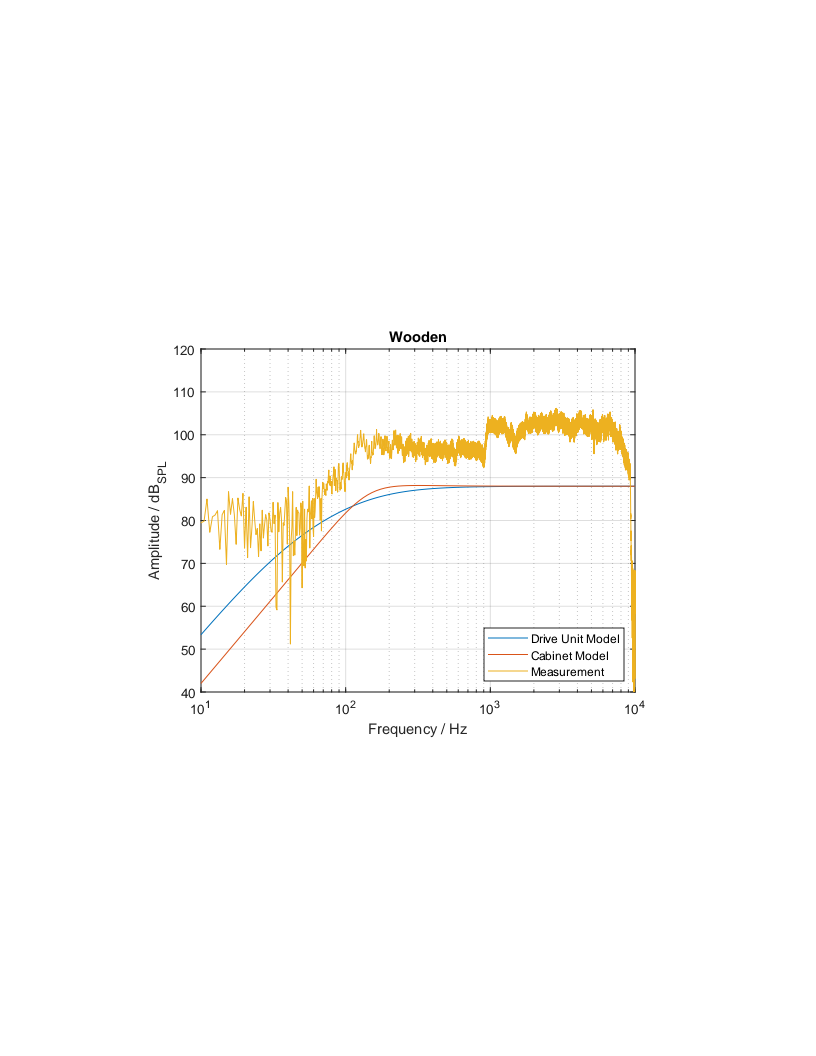 Wooden
120
110
100
90
80
70
60
50
40
Amplitude / dB_SPL
10^1
10^2
10^3
10^4
Frequency / Hz
Drive Unit Model
Cabinet Model
Measurement